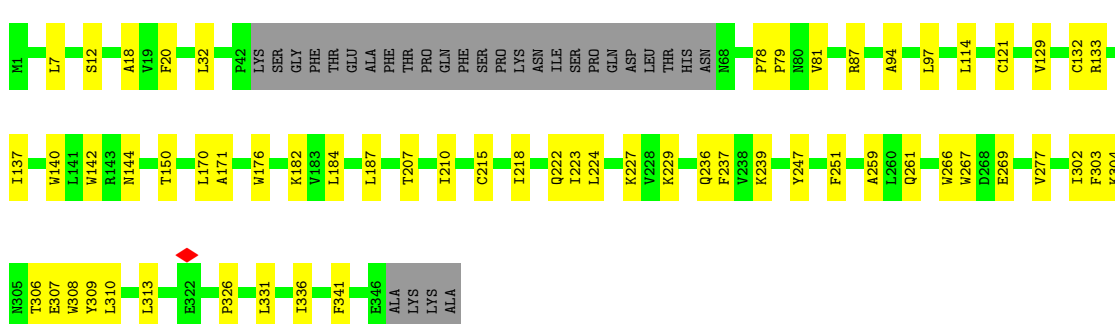 M1 L7 S12 A18 V19 F20 L32 P42 LYS SER GLY PHE THR GLU ALA PHE THR PRO GLN PHE SER PRO LYS ASN ILE SER PRO GLN ASP LEU THR HIS ASN N68 P78 P79 N80 V81 R87 A94 L97 L114 C121 V129 C132 R133
I137 W140 L141 W142 R143 N144 T150 L170 A171 W176 K182 V183 L184 L187 T207 I210 C215 I218 Q222 I223 L224 K227 V228 K229 Q236 F237 V238 K239 Y247 F251 A259 L260 Q261 W266 W267 D268 E269 V277 I302 F303 K304
N305 T306 E307 W308 Y309 L310 L313 E322 P326 L331 I336 F341 E346 ALA LYS LYS ALA